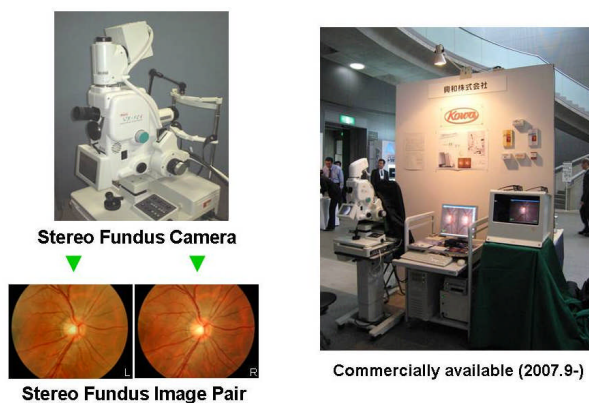 Stereo Fundus Camera
L
R
Stereo Fundus Image Pair
興和株式会社
Kowa
Commercially available (2007.9-)